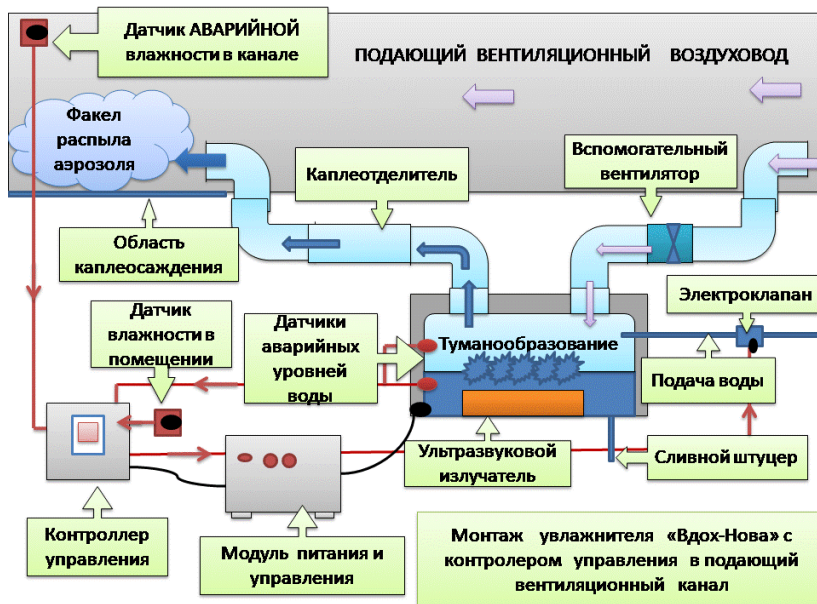 Датчик АВАРИЙНОЙ
влажности в канале
ПОДАЮЩИЙ ВЕНТИЛЯЦИОННЫЙ ВОЗДУХОВОД
Факел
распыла
аэрозоля
Каплеотделитель
Вспомогательный
вентилятор
Область
каплеосаждения
Датчик
влажности в
помещении
Датчики
аварийных
уровней
воды
Туманообразование
Электроклапан
Подача воды
Ультразвуковой
излучатель
Сливной штуцер
Контроллер
управления
Модуль питания и
управления
Монтаж увлажнителя «Вдох-Нова» с
контролером управления в подающий
вентиляционный канал